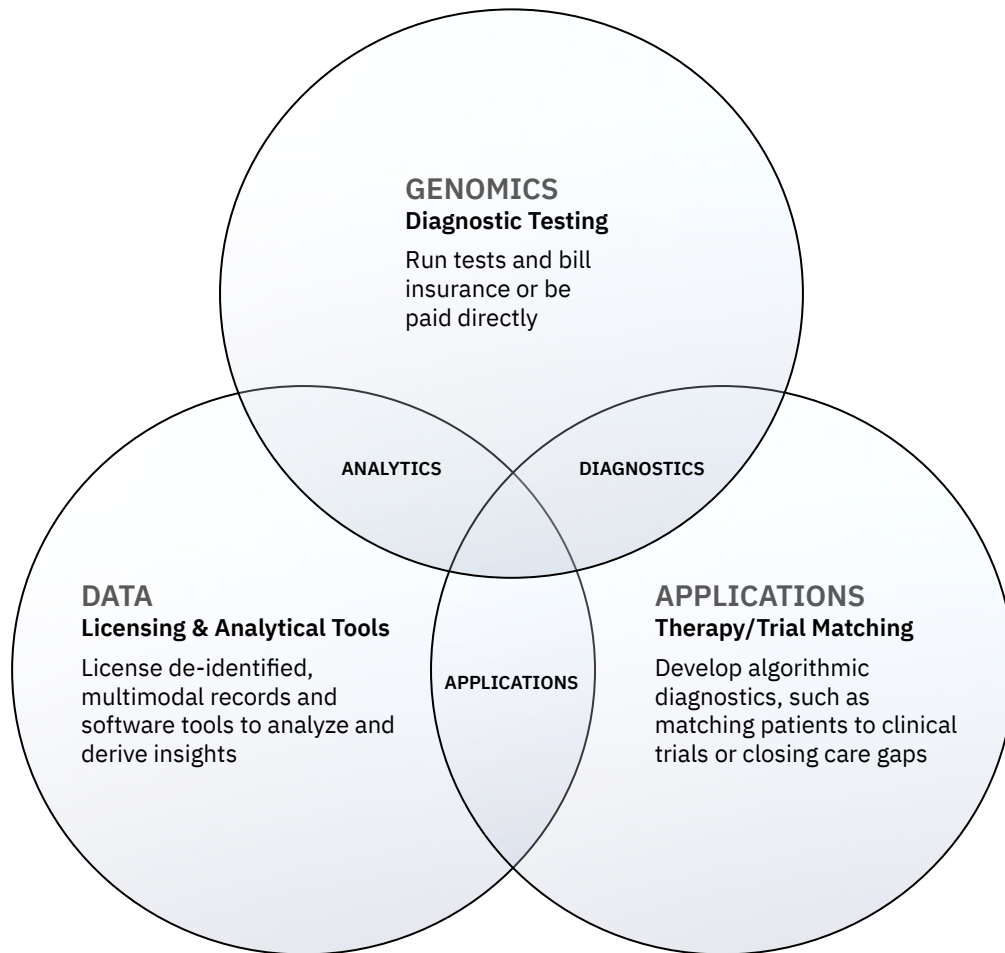 GENOMICS
Diagnostic Testing
Run tests and bill
insurance or be
paid directly
ANALYTICS
DIAGNOSTICS
DATA
Licensing & Analytical Tools
License de-identified,
multimodal records and
software tools to analyze and
derive insights
APPLICATIONS
APPLICATIONS
Therapy/Trial Matching
Develop algorithmic
diagnostics, such as
matching patients to clinical
trials or closing care gaps